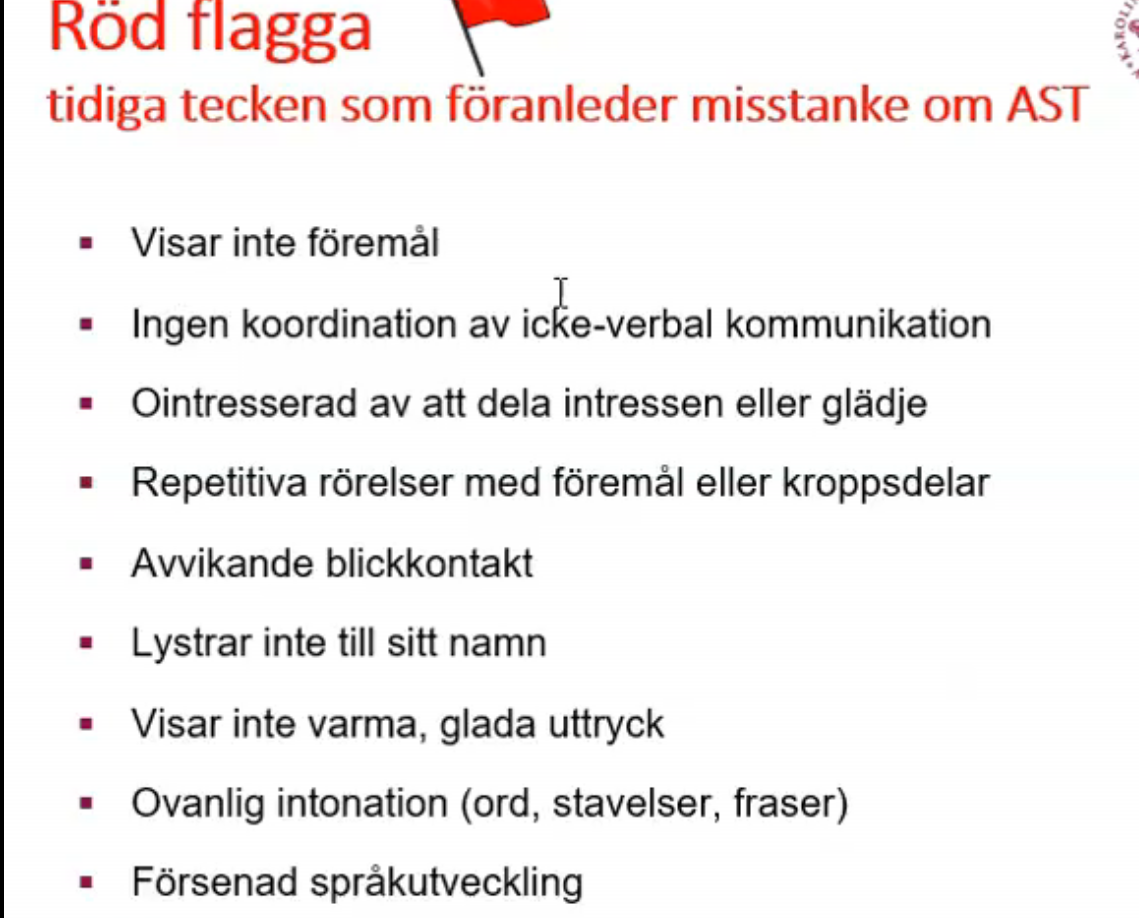 Röd flagga
tidiga tecken som föranleder misstanke om AST
Visar inte föremål
Ingen koordination av icke-verbal kommunikation
Ointresserad av att dela intressen eller glädje
Repetitiva rörelser med föremål eller kroppsdelar
Avvikande blickkontakt
Lystrar inte till sitt namn
Visar inte varma, glada uttryck
Ovanlig intonation (ord, stavelser, fraser)
Försenad språkutveckling